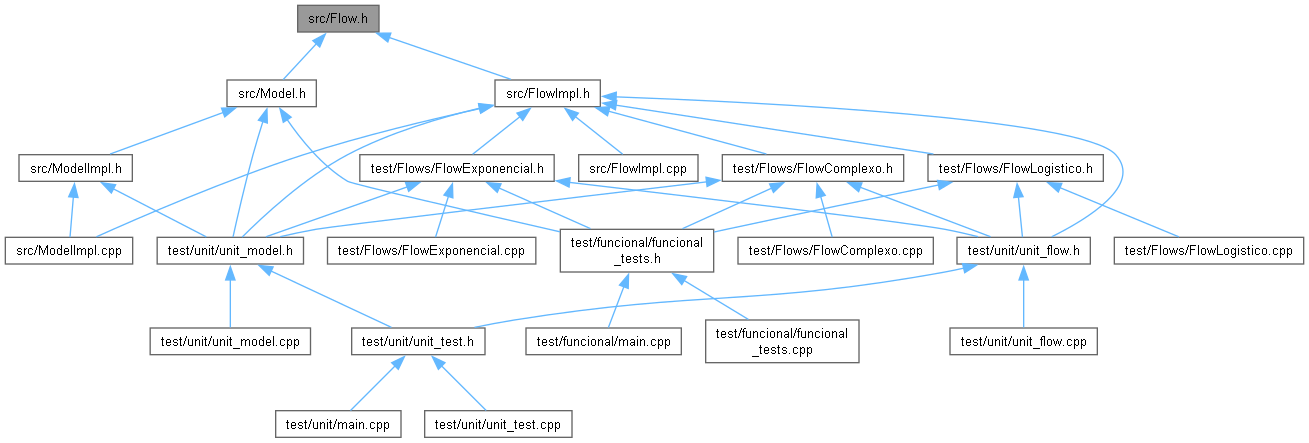 src/Flow.h
src/Model.h
src/FlowImpl.h
src/ModelImpl.h
test/Flows/FlowExponencial.h
src/FlowImpl.cpp
test/Flows/FlowComplexo.h
test/Flows/FlowLogistico.h
src/ModelImpl.cpp
test/unit/unit_model.h
test/Flows/FlowExponencial.cpp
test/funcional/funcional
_tests.h
test/Flows/FlowComplexo.cpp
test/unit/unit_flow.h
test/Flows/FlowLogistico.cpp
test/unit/unit_model.cpp
test/unit/unit_test.h
test/funcional/main.cpp
test/funcional/funcional
_tests.cpp
test/unit/unit_flow.cpp
test/unit/main.cpp
test/unit/unit_test.cpp